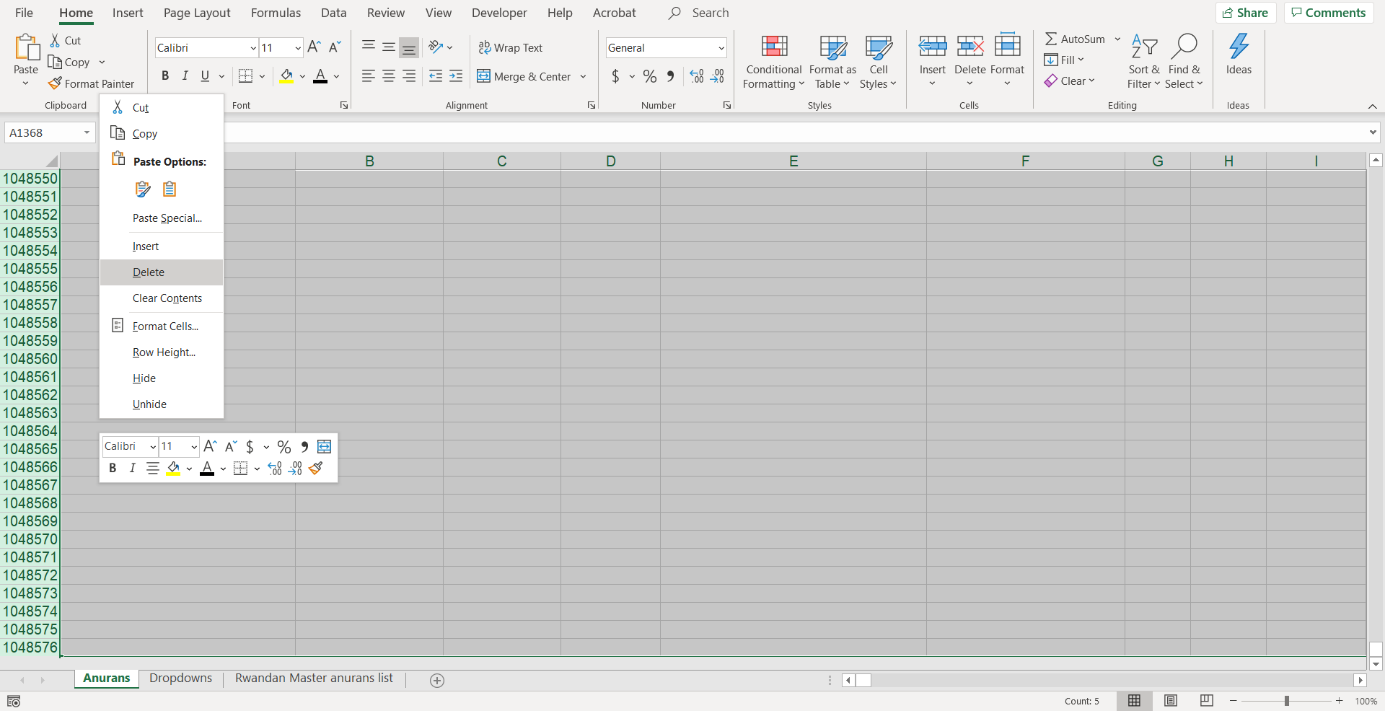 File Home Insert Page Layout Formulas Data Review View Developer Help Acrobat Search Share Comments
Paste Cut Copy Format Painter
Clipboard
Calibri 11 A A
B I U A
Font
ab Wrap Text
Merge & Center
Alignment
General
$ % , .00 .00
Number
Conditional Formatting
Format as Table
Cell Styles
Styles
Insert Delete Format
Cells
AutoSum
Fill
Clear
Sort & Filter
Find & Select
Editing
Ideas
Ideas
A1368
B C D E F G H I
1048550
1048551
1048552
1048553
1048554
1048555
1048556
1048557
1048558
1048559
1048560
1048561
1048562
1048563
1048564
1048565
1048566
1048567
1048568
1048569
1048570
1048571
1048572
1048573
1048574
1048575
1048576
Cut
Copy
Paste Options:
Paste Special...
Insert
Delete
Clear Contents
Format Cells...
Row Height...
Hide
Unhide
Calibri 11 A A $ % ,
B I A .00 .00
Anurans Dropdowns Rwandan Master anurans list
Count: 5 100%